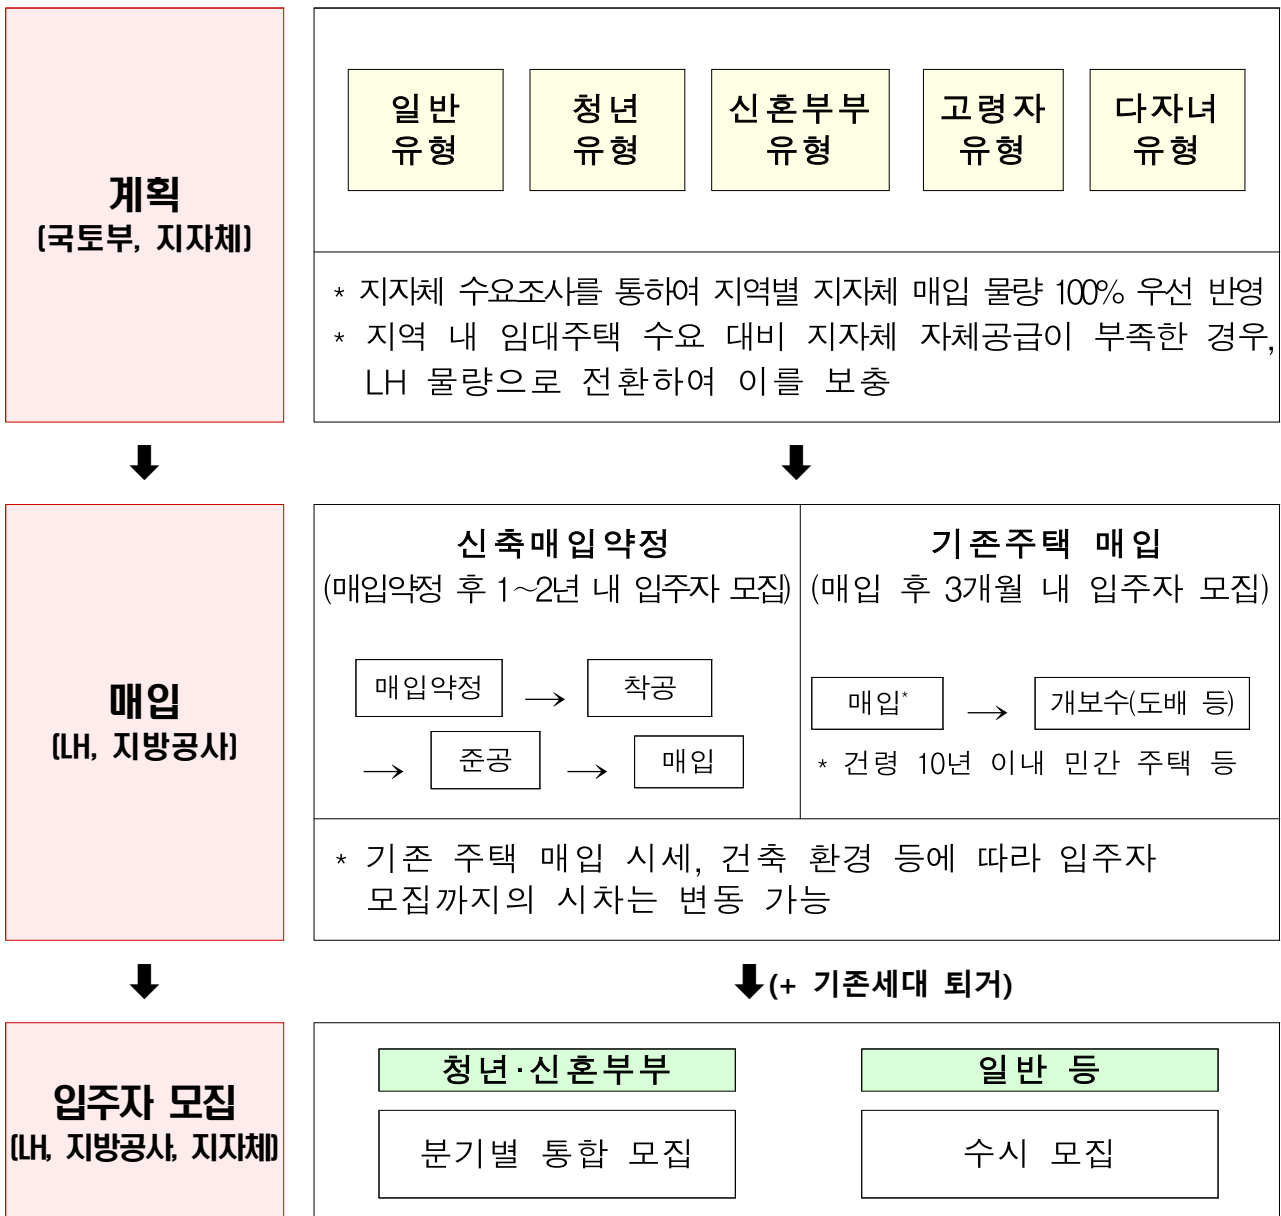 계획
(국토부, 지자체)
일반
유형
청년
유형
신혼부부
유형
고령자
유형
다자녀
유형
* 지자체 수요조사를 통하여 지역별 지자체 매입 물량 100% 우선 반영
* 지역 내 임대주택 수요 대비 지자체 자체공급이 부족한 경우,
LH 물량으로 전환하여 이를 보충
매입
(LH, 지방공사)
신축매입약정
(매입약정 후 1~2년 내 입주자 모집)
매입약정 → 착공
→ 준공 → 매입
기존주택 매입
(매입 후 3개월 내 입주자 모집)
매입* → 개보수(도배 등)
* 건령 10년 이내 민간 주택 등
* 기존 주택 매입 시세, 건축 환경 등에 따라 입주자
모집까지의 시차는 변동 가능
(+ 기존세대 퇴거)
입주자 모집
(LH, 지방공사, 지자체)
청년·신혼부부
분기별 통합 모집
일반 등
수시 모집